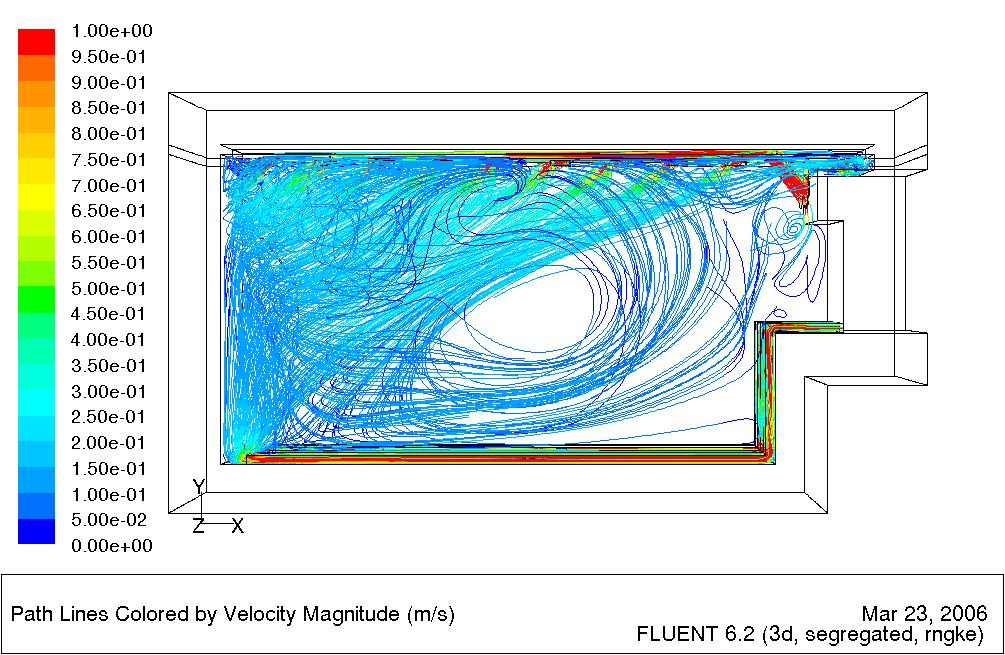 1.00e+00
9.50e-01
9.00e-01
8.50e-01
8.00e-01
7.50e-01
7.00e-01
6.50e-01
6.00e-01
5.50e-01
5.00e-01
4.50e-01
4.00e-01
3.50e-01
3.00e-01
2.50e-01
2.00e-01
1.50e-01
1.00e-01
5.00e-02
0.00e+00
Y
Z X
Path Lines Colored by Velocity Magnitude (m/s)
Mar 23, 2006
FLUENT 6.2 (3d, segregated, rngke)